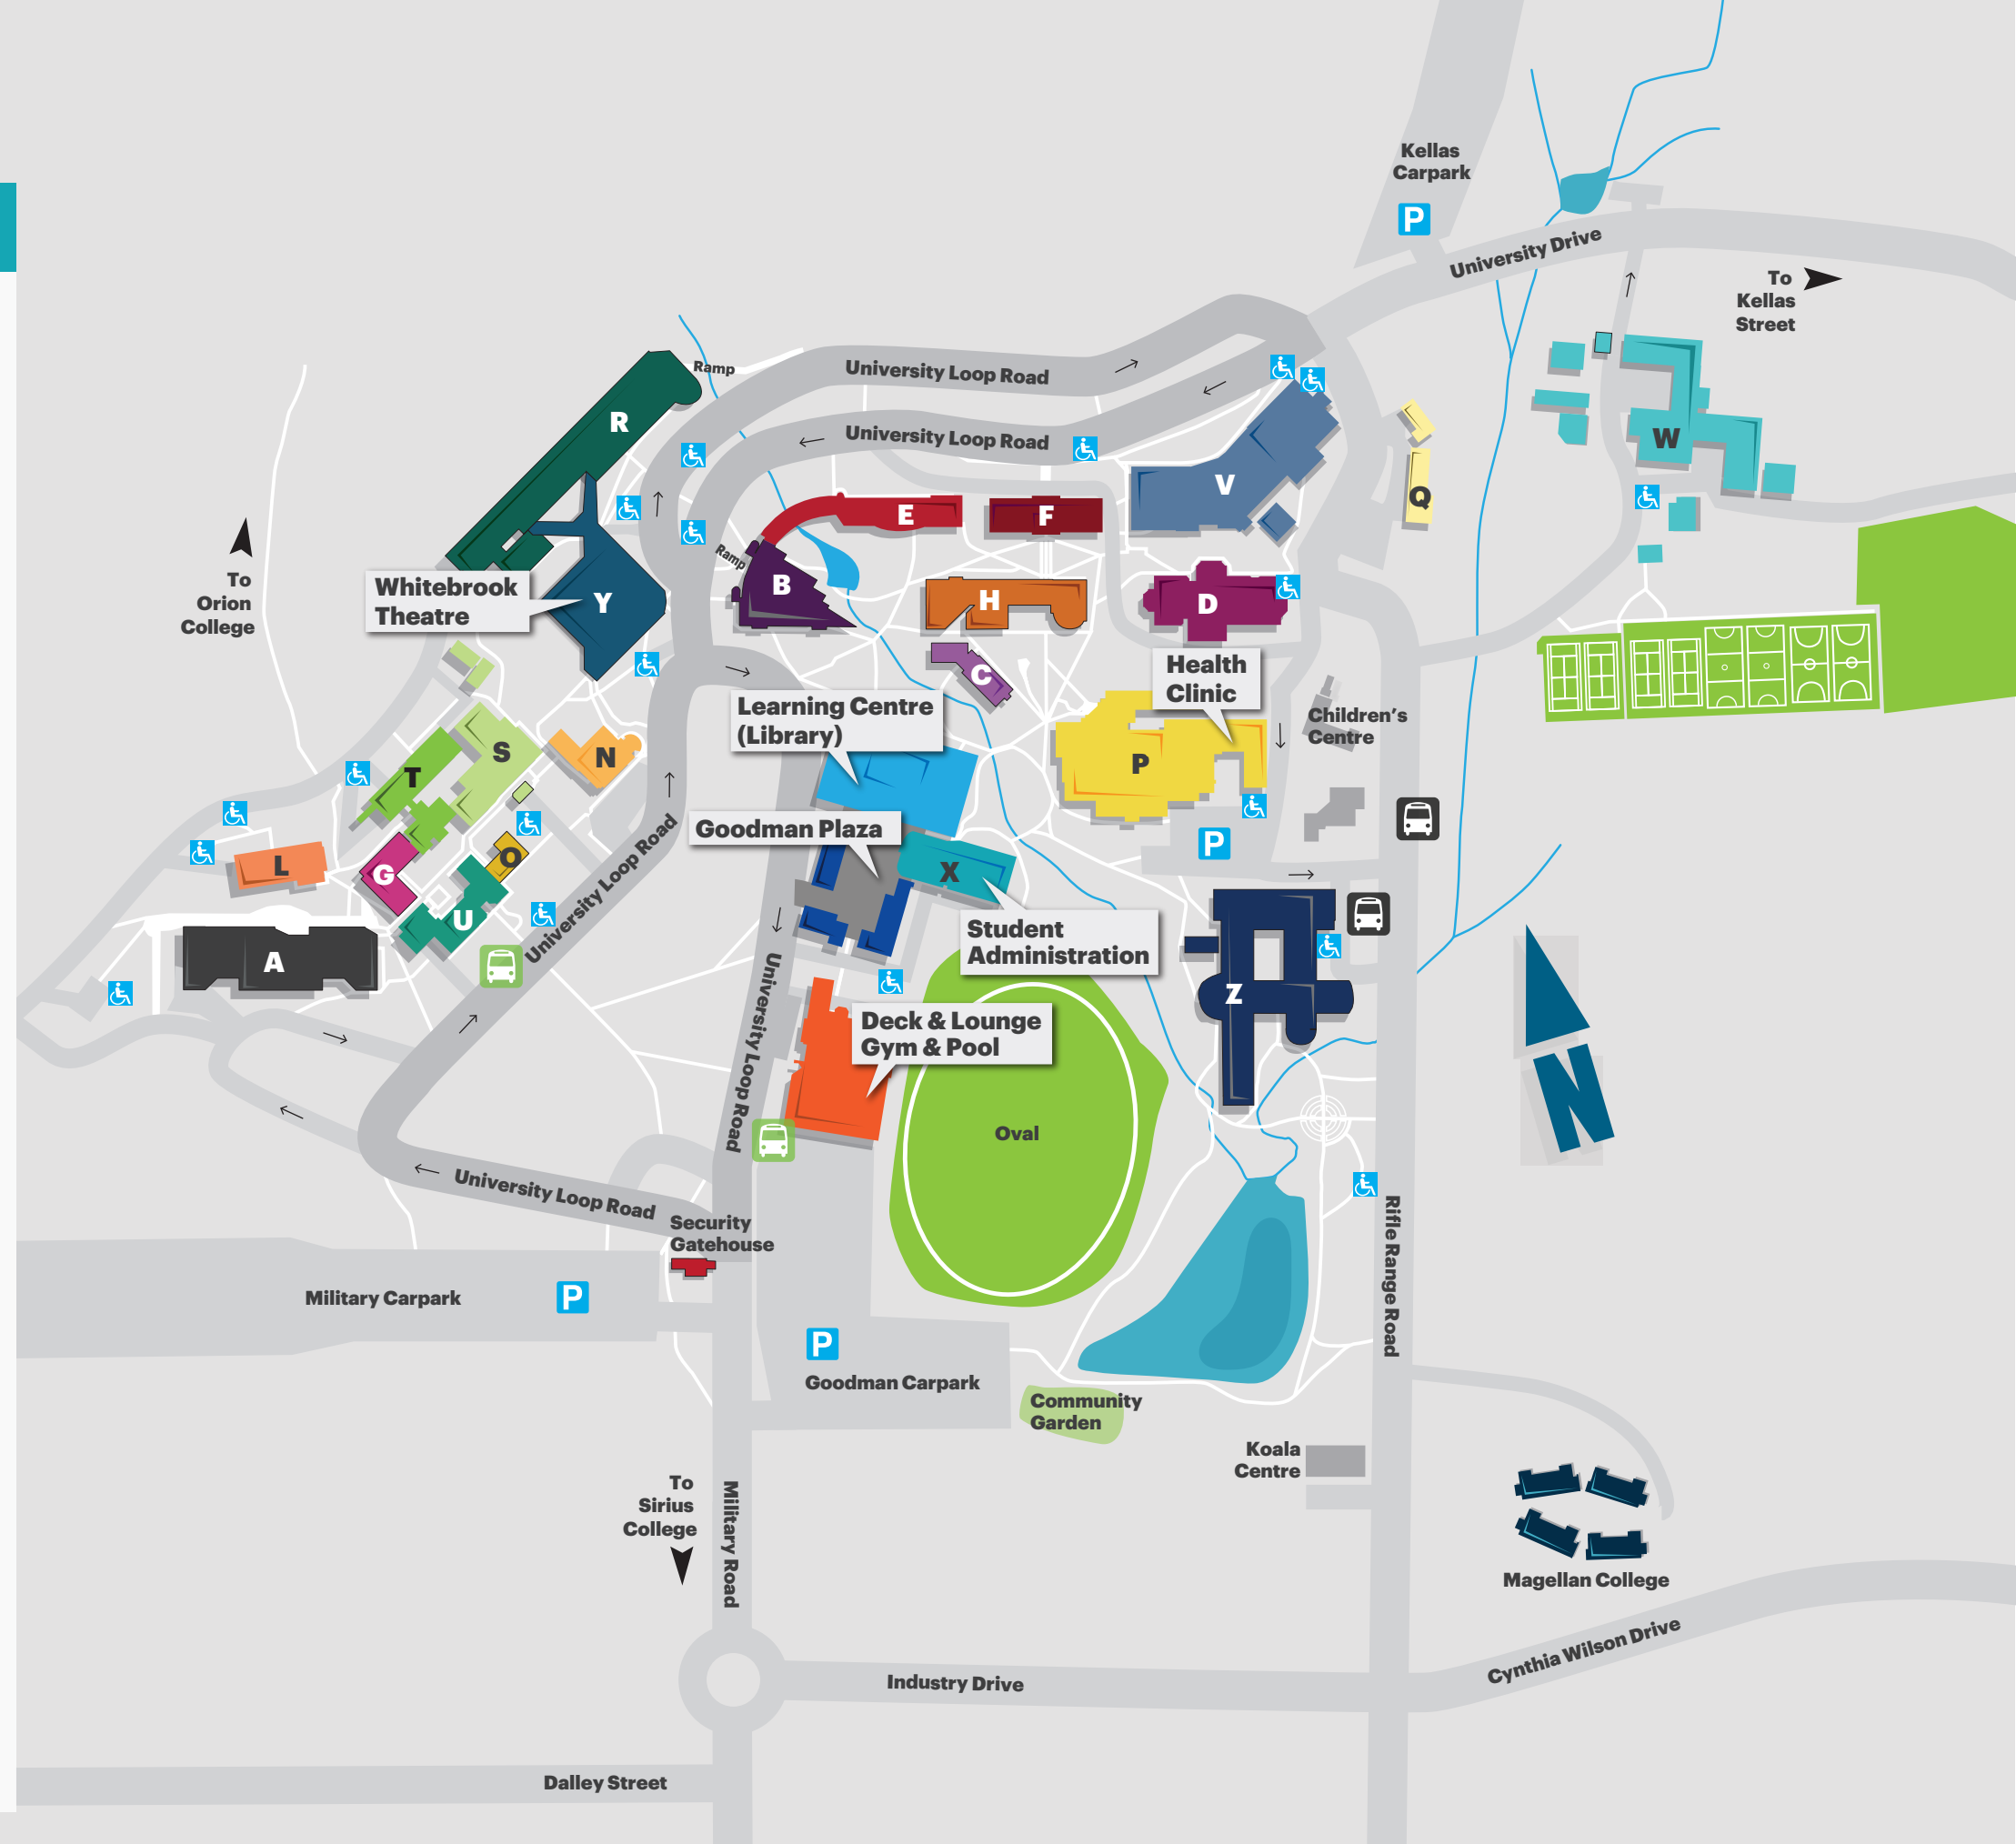 Kellas
Carpark
P
University Drive
To
Kellas
Street
Ramp
University Loop Road
R
University Loop Road
W
V
Q
E
F
To
Orion
College
Ramp
B
Whitebrook
Theatre
Y
H
D
C
Health
Clinic
Learning Centre
(Library)
Children's
Centre
S
N
T
P
Goodman Plaza
P
L
G
O
X
University Loop Road
U
A
Student
Administration
Z
University Loop Road
Deck & Lounge
Gym & Pool
N
Oval
University Loop Road
Security
Gatehouse
Rifle Range Road
Military Carpark
P
P
Goodman Carpark
Community
Garden
Koala
Centre
To
Sirius
College
Military Road
Magellan College
Cynthia Wilson Drive
Industry Drive
Dalley Street